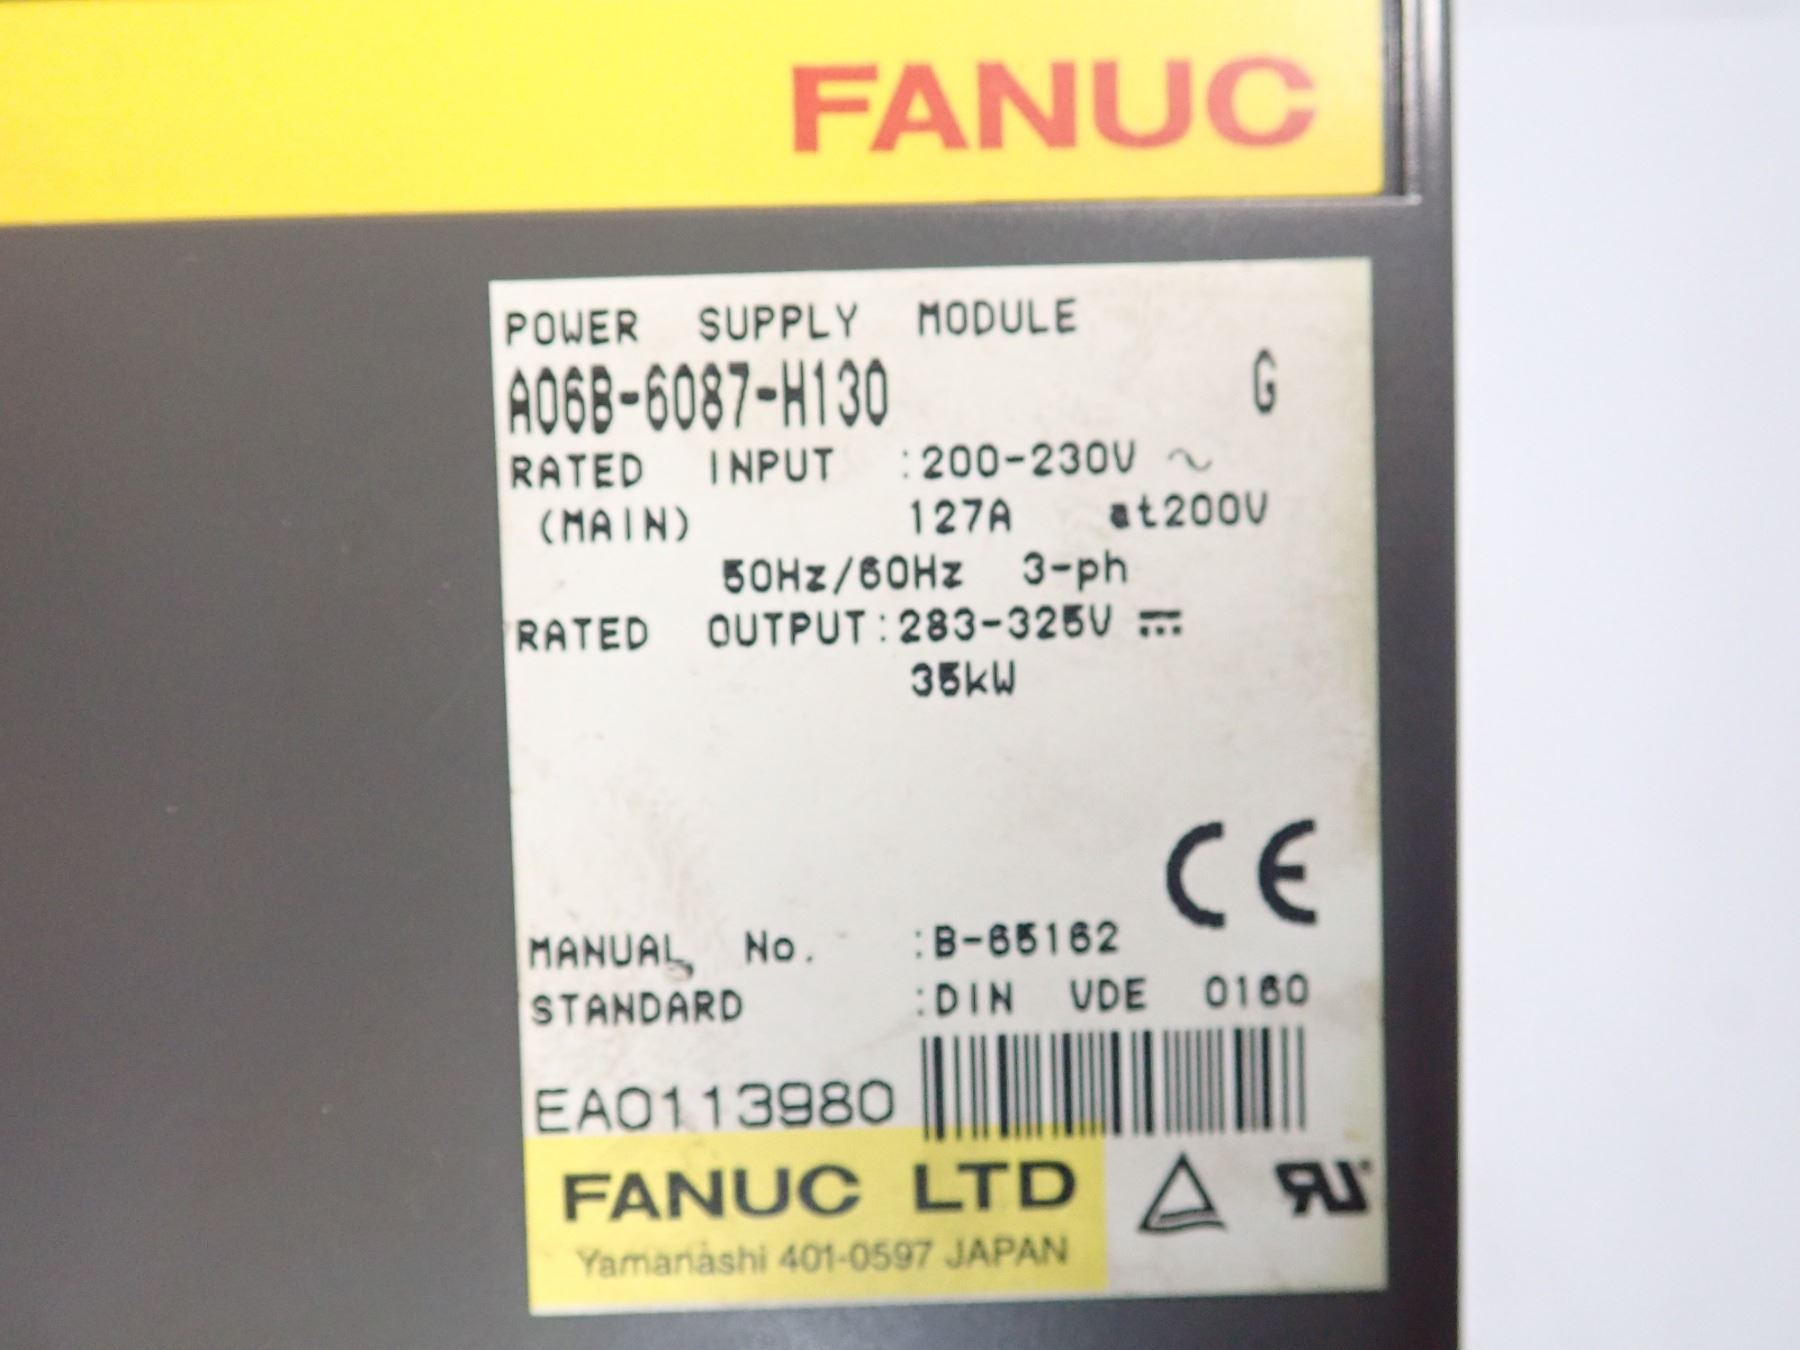 FANUC
POWER SUPPLY MODULE
A06B-6087-H130 G
RATED INPUT :200-230V ~
(MAIN) 127A at200V
50Hz/60Hz 3-ph
RATED OUTPUT:283-325V ⎓
35kW
CE
MANUAL No. :B-65162
STANDARD :DIN VDE 0160
EA0113980
FANUC LTD
Yamanashi 401-0597 JAPAN
RU